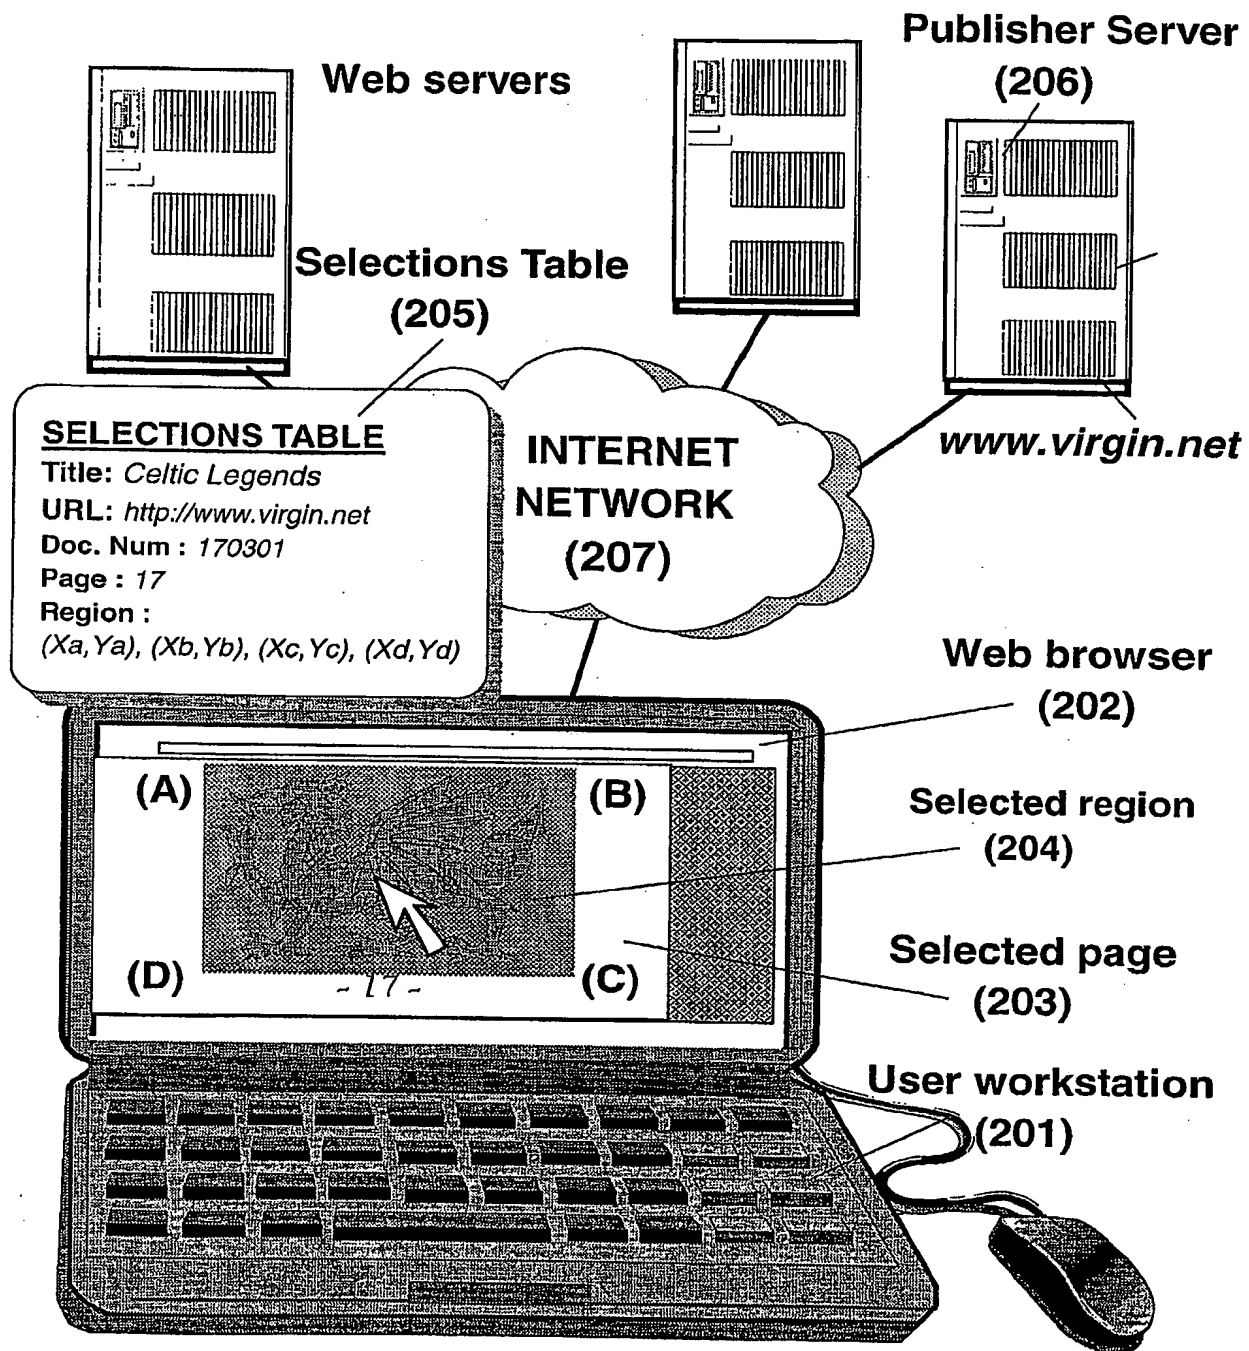 Publisher Server
(206)
Web servers
Selections Table
(205)
www.virgin.net
SELECTIONS TABLE
Title: Celtic Legends
URL: http://www.virgin.net
Doc. Num : 170301
Page : 17
Region :
(Xa,Ya), (Xb,Yb), (Xc,Yc), (Xd,Yd)
INTERNET
NETWORK
(207)
Web browser
(202)
(A)
(B)
Selected region
(204)
(D)
(C)
- 17 -
Selected page
(203)
User workstation
(201)